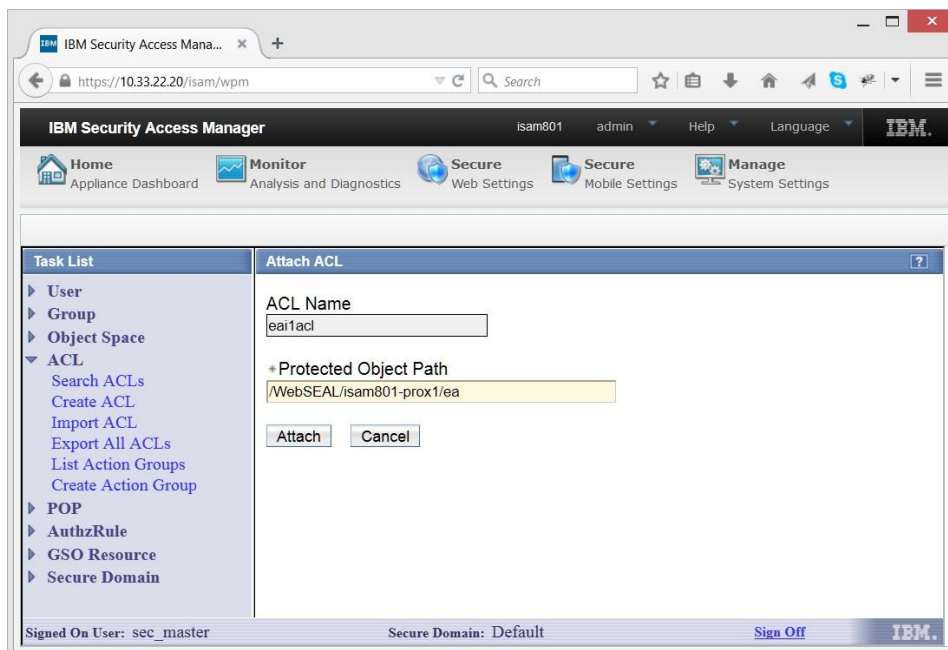 IBM IBM Security Access Mana...
https://10.33.22.20/isam/wpm Search
IBM Security Access Manager isam801 admin Help Language IBM.
Home
Appliance Dashboard
Monitor
Analysis and Diagnostics
Secure
Web Settings
Secure
Mobile Settings
Manage
System Settings
Task List
User
Group
Object Space
ACL
Search ACLs
Create ACL
Import ACL
Export All ACLs
List Action Groups
Create Action Group
POP
AuthzRule
GSO Resource
Secure Domain
Attach ACL ?
ACL Name
eai1acl
*Protected Object Path
/WebSEAL/isam801-prox1/ea
Attach Cancel
Signed On User: sec_master Secure Domain: Default Sign Off IBM.